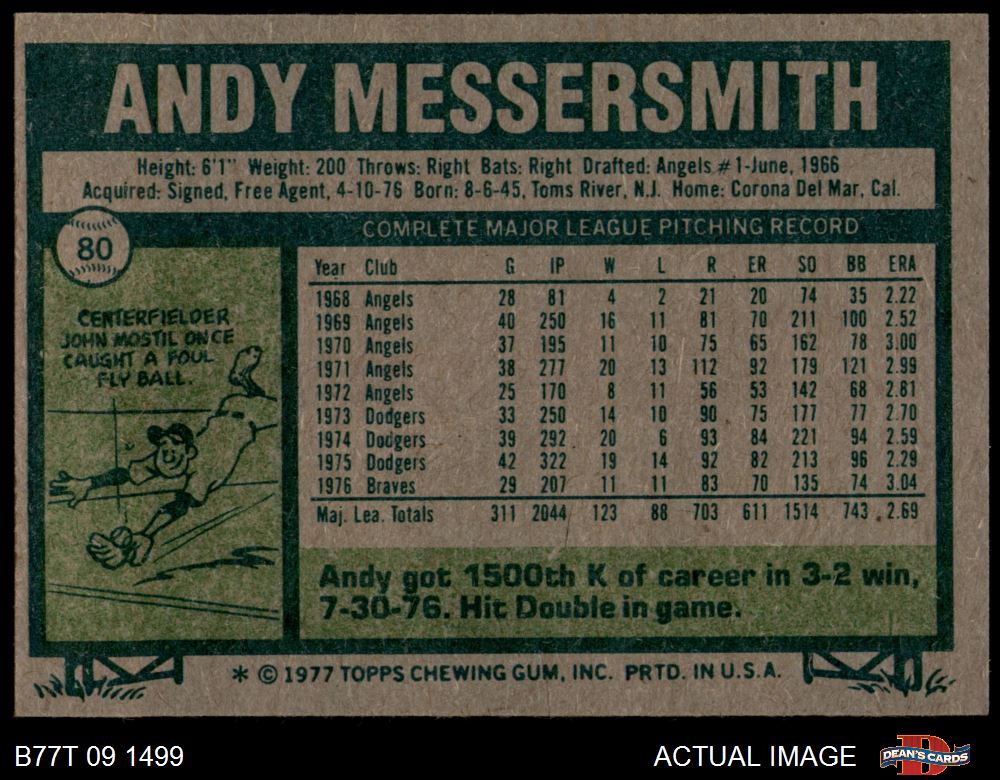 ANDY MESSERSMITH
Height: 6'1" Weight: 200 Throws: Right Bats: Right Drafted: Angels #1-June, 1966
Acquired: Signed, Free Agent, 4-10-76 Born: 8-6-45, Toms River, N.J. Home: Corona Del Mar, Cal.
80
CENTERFIELDER
JOHN MOSTIL ONCE
CAUGHT A FOUL
FLY BALL.
COMPLETE MAJOR LEAGUE PITCHING RECORD
Year Club G IP W L R ER SO BB ERA
1968 Angels 28 81 4 2 21 20 74 35 2.22
1969 Angels 40 250 16 11 81 70 211 100 2.52
1970 Angels 37 195 11 10 75 65 162 78 3.00
1971 Angels 38 277 20 13 112 92 179 121 2.99
1972 Angels 25 170 8 11 56 53 142 68 2.81
1973 Dodgers 33 250 14 10 90 75 177 77 2.70
1974 Dodgers 39 292 20 6 93 84 221 94 2.59
1975 Dodgers 42 322 19 14 92 82 213 96 2.29
1976 Braves 29 207 11 11 83 70 135 74 3.04
Maj. Lea. Totals 311 2044 123 88 703 611 1514 743 2.69
Andy got 1500th K of career in 3-2 win,
7-30-76. Hit Double in game.
* © 1977 TOPPS CHEWING GUM, INC. PRTD. IN U.S.A.
B77T 09 1499 ACTUAL IMAGE DEAN'S CARDS